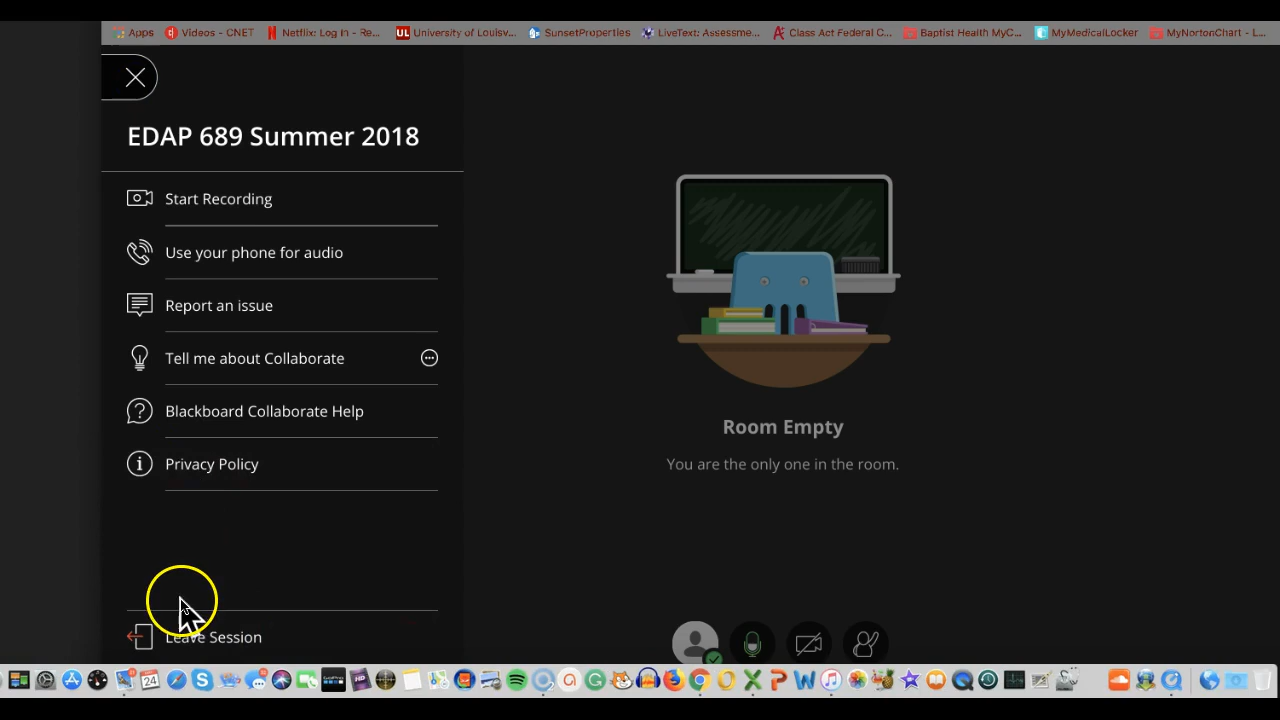 Apps Videos - CNET Netflix: Log In - Re... University of Louisv... SunsetProperties LiveText: Assessme... Class Act Federal C... Baptist Health MyC... MyMedicalLocker MyNortonChart - L...
EDAP 689 Summer 2018
Start Recording
Use your phone for audio
Report an issue
Tell me about Collaborate
Blackboard Collaborate Help
Privacy Policy
Leave Session
Room Empty
You are the only one in the room.